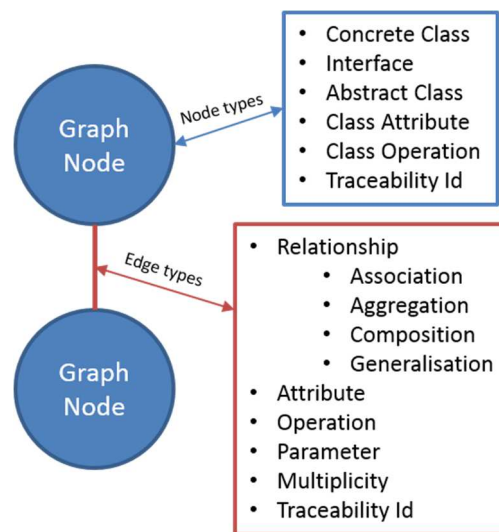 Graph
Node
Node types
• Concrete Class
• Interface
• Abstract Class
• Class Attribute
• Class Operation
• Traceability Id
Edge types
• Relationship
• Association
• Aggregation
• Composition
• Generalisation
• Attribute
• Operation
• Parameter
• Multiplicity
• Traceability Id
Graph
Node